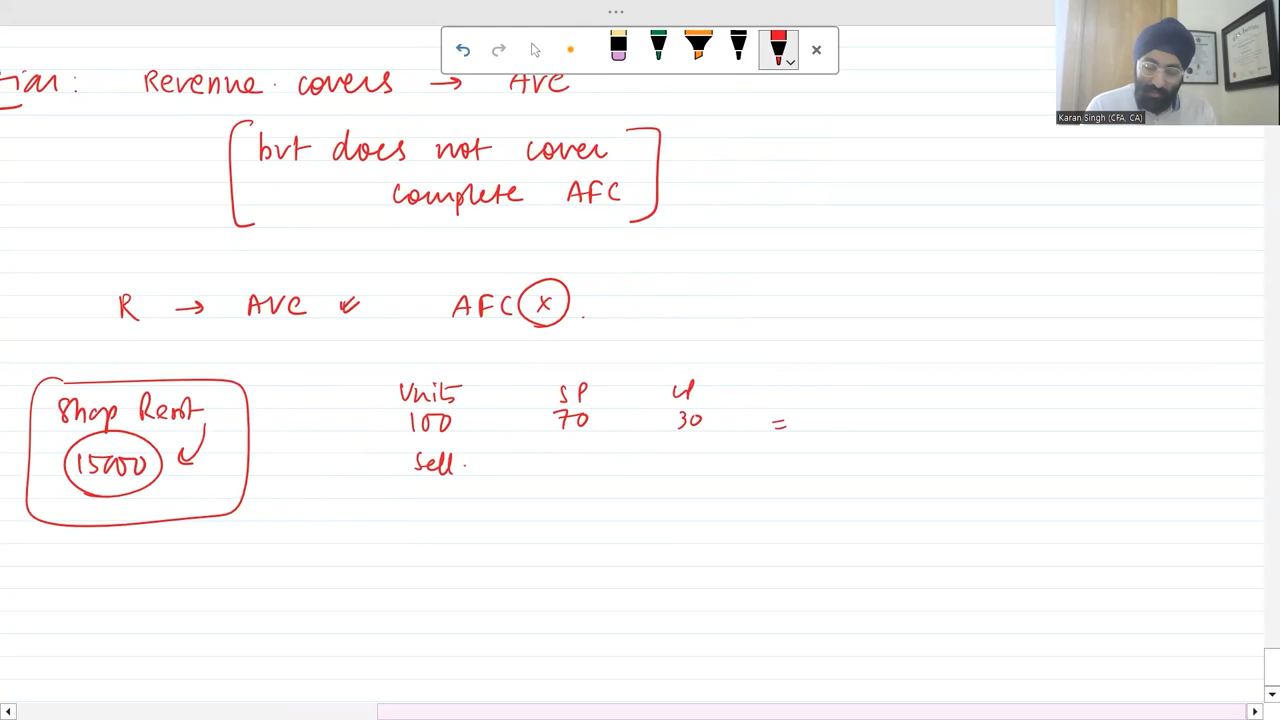 Karan Singh (CFA, CA)
Revenue covers → AVC
[but does not cover
complete AFC]
R → AVC ✓ AFC (x).
Shop Rent
15000
Units SP CP
100 70 30 =
Sell.